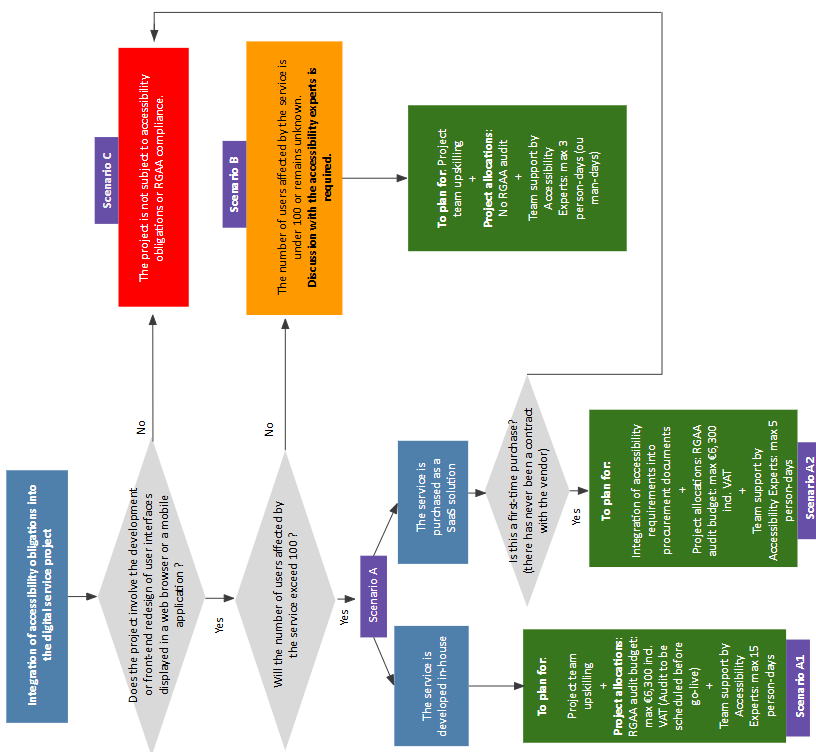 Integration of accessibility obligations into
the digital service project
Does the project involve the development
or front-end redesign of user interfaces
displayed in a web browser or a mobile
application ?
No
Scenario C
The project is not subject to accessibility
obligations or RGAA compliance.
Yes
Will the number of users affected by
the service exceed 100 ?
No
Scenario B
The number of users affected by the service is
under 100 or remains unknown.
Discussion with the accessibility experts is
required.
To plan for: Project
team upskilling
+
Project allocations:
No RGAA audit
+
Team support by
Accessibility
Experts: max 3
person-days (ou
man-days)
Yes
Scenario A
The service is
developed in-house
To plan for:
Project team
upskilling
+
Project allocations:
RGAA audit budget:
max €6,300 incl.
VAT (Audit to be
scheduled before
go-live)
+
Team support by
Accessibility
Experts: max 15
person-days
Scenario A1
The service is
purchased as a
SaaS solution
Is this a first-time purchase?
(there has never been a contract
with the vendor)
Yes
To plan for:
Integration of accessibility
requirements into
procurement documents
+
Project allocations: RGAA
audit budget: max €6,300
incl. VAT
+
Team support by
Accessibility Experts: max 5
person-days
Scenario A2